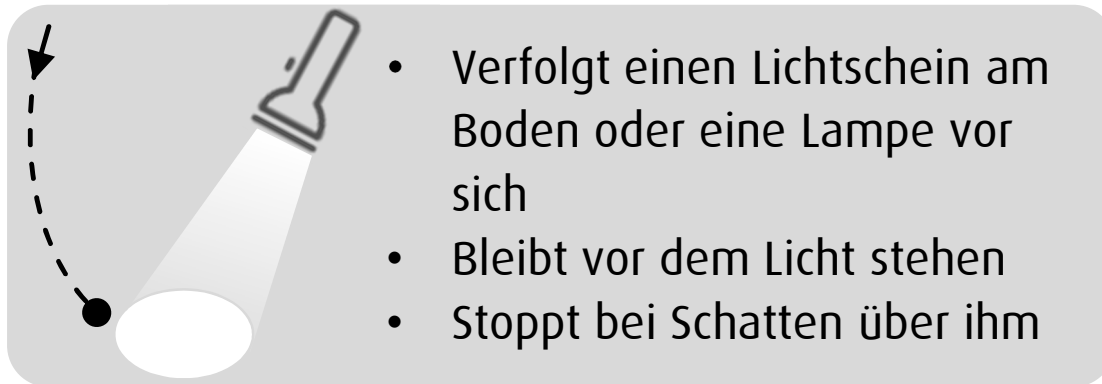 • Verfolgt einen Lichtschein am
Boden oder eine Lampe vor
sich
• Bleibt vor dem Licht stehen
• Stoppt bei Schatten über ihm